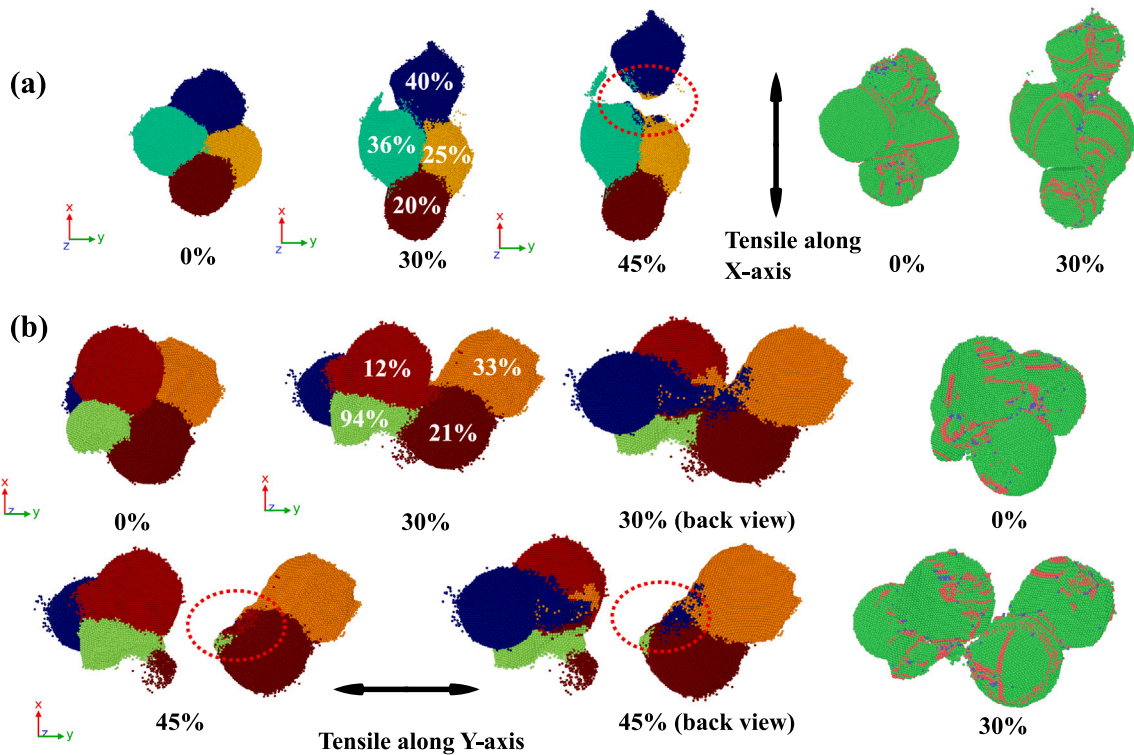 (a)
40%
36%
25%
20%
x
z
y
x
z
y
x
z
y
0%
30%
45%
Tensile along
X-axis
0%
30%
(b)
12%
33%
94%
21%
x
z
y
x
z
y
0%
30%
30% (back view)
0%
x
z
y
45%
Tensile along Y-axis
45% (back view)
30%